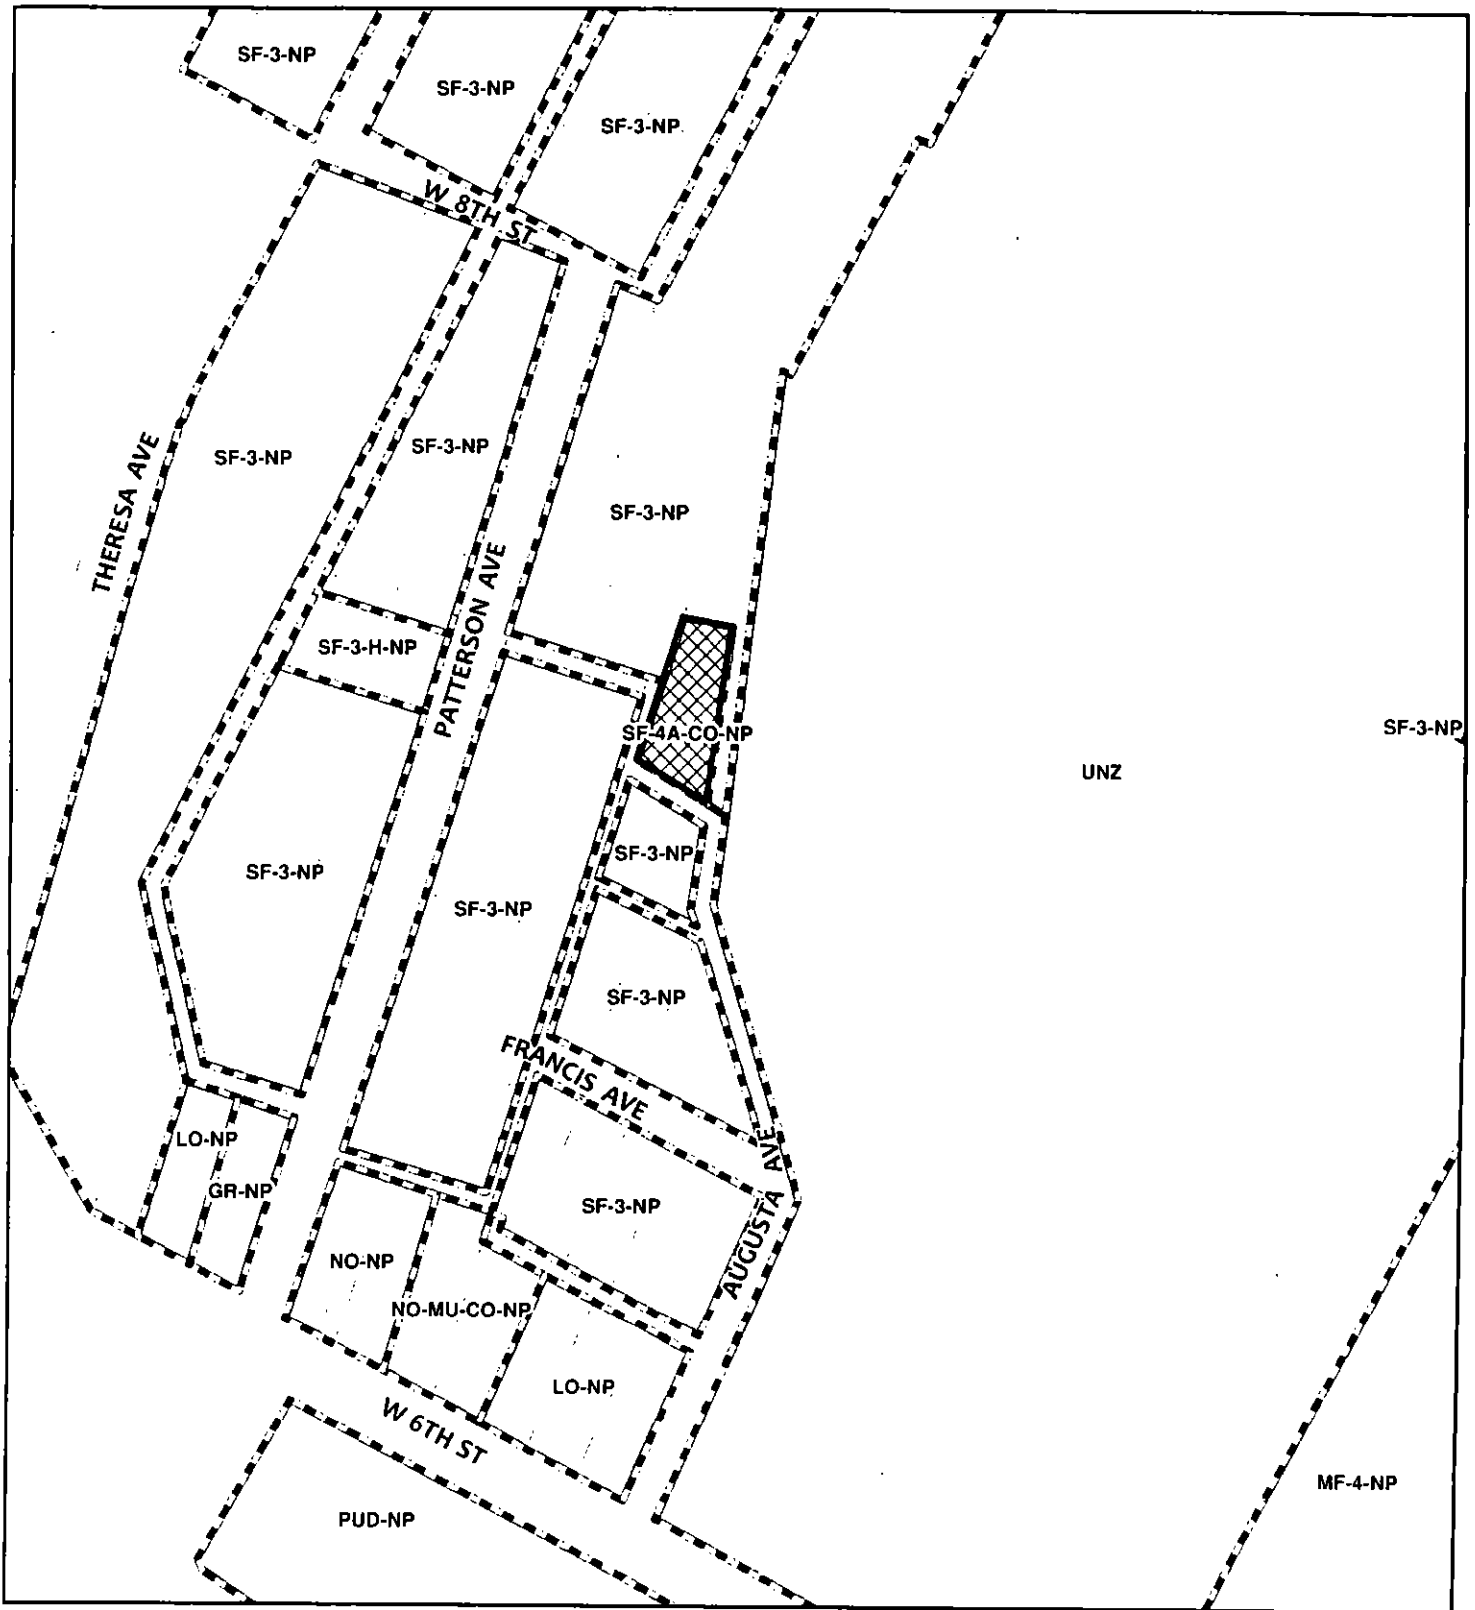 SF-3-NP
SF-3-NP
SF-3-NP
W 8TH ST
THERESA AVE
SF-3-NP
SF-3-NP
SF-3-NP
PATTERSON AVE
SF-3-H-NP
SF-4A-CO-NP
SF-3-NP
UNZ
SF-3-NP
SF-3-NP
SF-3-NP
SF-3-NP
FRANCIS AVE
LO-NP
GR-NP
SF-3-NP
AUGUSTA AVE
NO-NP
NO-MU-CO-NP
LO-NP
W 6TH ST
MF-4-NP
PUD-NP